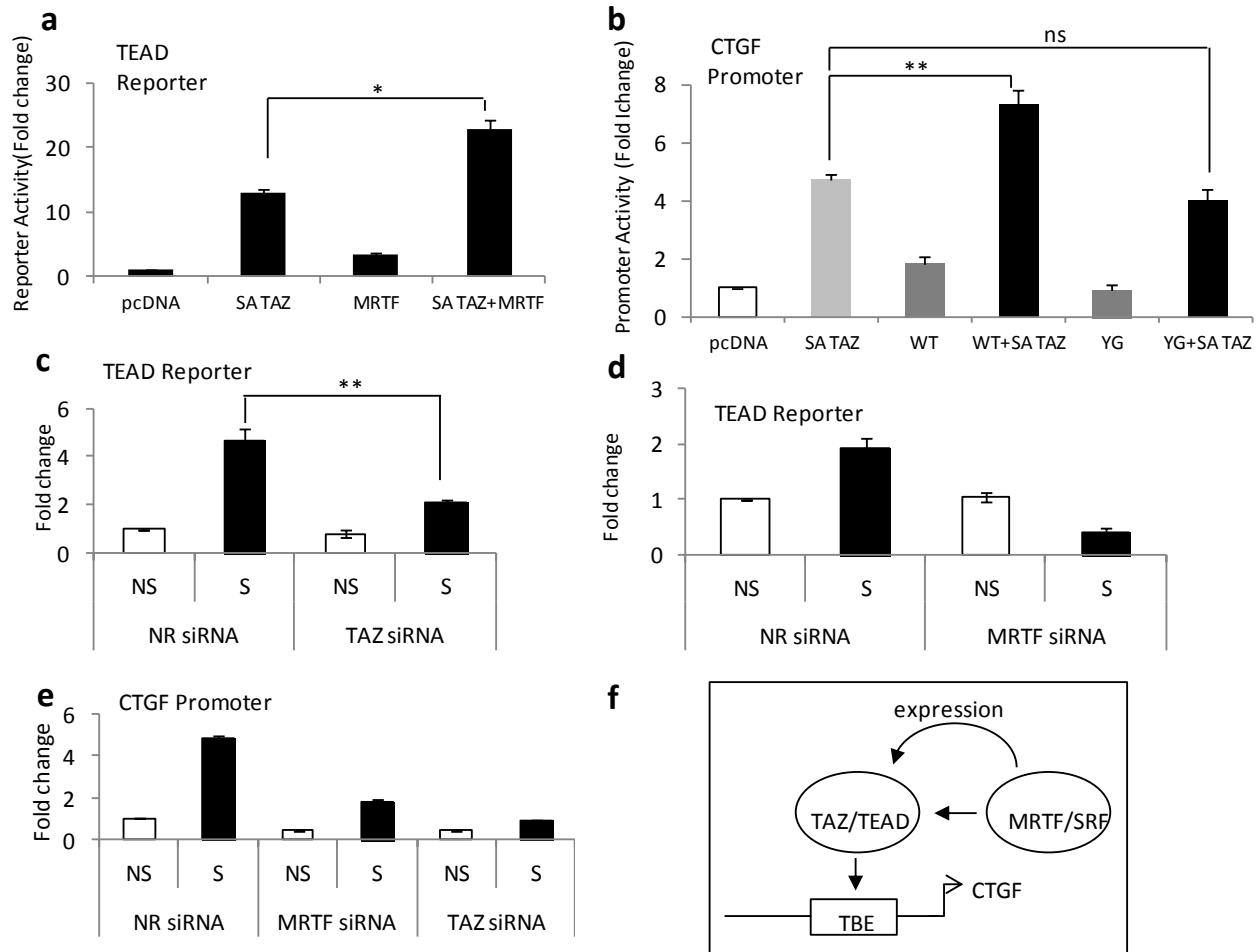 a
TEAD
Reporter
Reporter Activity(Fold change)
30
20
10
0
*
pcDNA SA TAZ MRTF SA TAZ+MRTF
b
CTGF
Promoter
Promoter Activity (Fold Ichange)
8
6
4
2
0
ns
**
pcDNA SA TAZ WT WT+SA TAZ YG YG+SA TAZ
c
TEAD Reporter
Fold change
6
4
2
0
**
NS S NS S
NR siRNA TAZ siRNA
d
TEAD Reporter
Fold change
3
2
1
0
NS S NS S
NR siRNA MRTF siRNA
e
CTGF Promoter
Fold change
6
4
2
0
NS S NS S NS S
NR siRNA MRTF siRNA TAZ siRNA
f
expression
TAZ/TEAD MRTF/SRF
CTGF
TBE